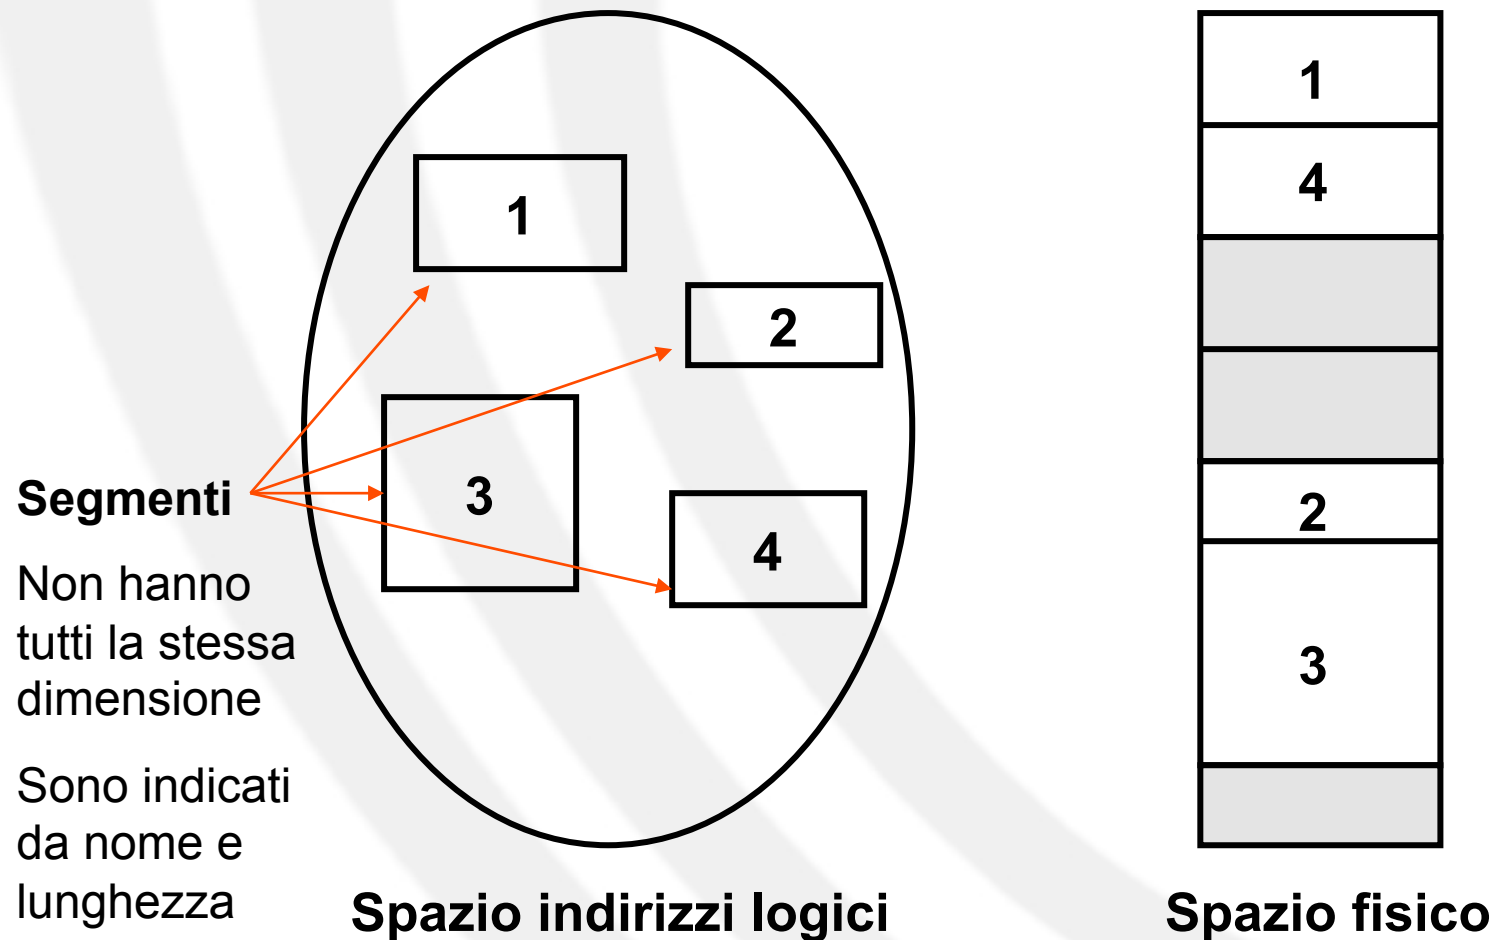 1
1
4
2
Segmenti
3
4
2
Non hanno
tutti la stessa
dimensione
3
Sono indicati
da nome e
lunghezza
Spazio indirizzi logici
Spazio fisico